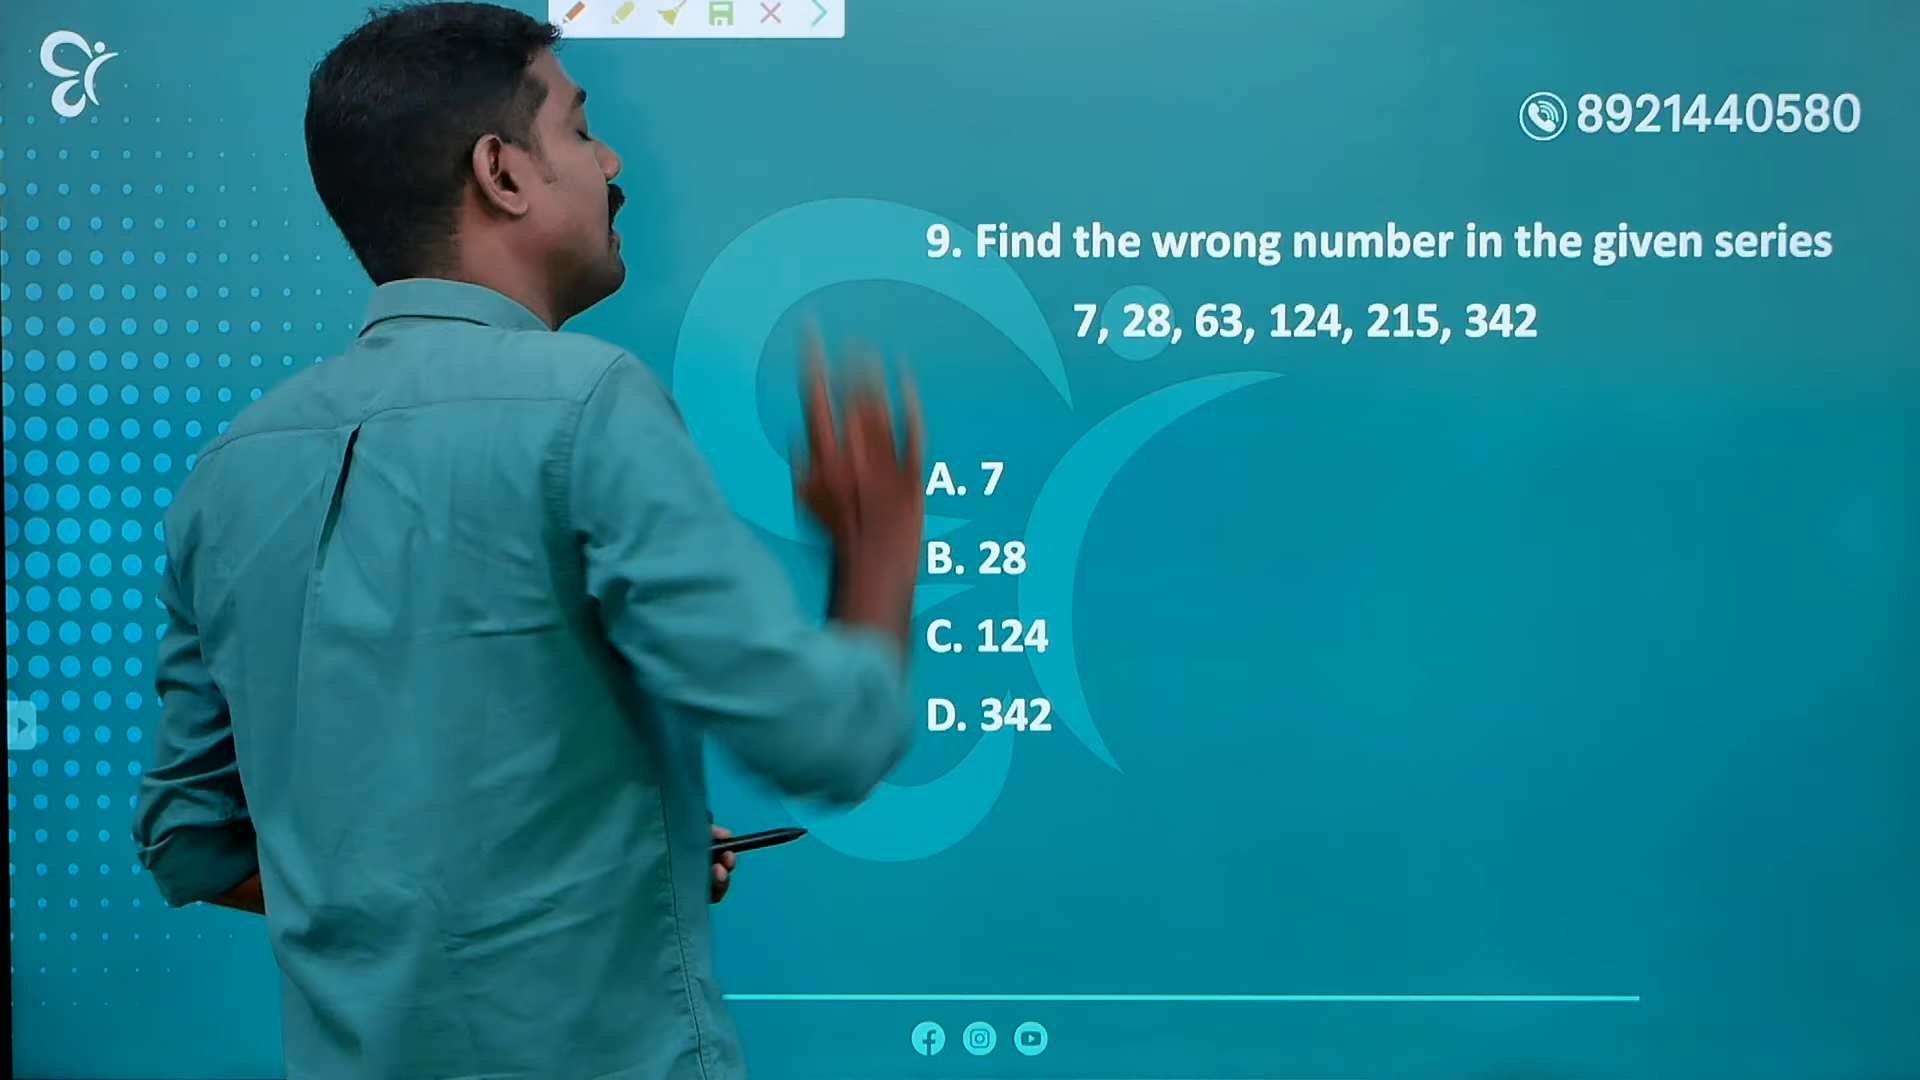 8921440580
9. Find the wrong number in the given series
7, 28, 63, 124, 215, 342
A. 7
B. 28
C. 124
D. 342